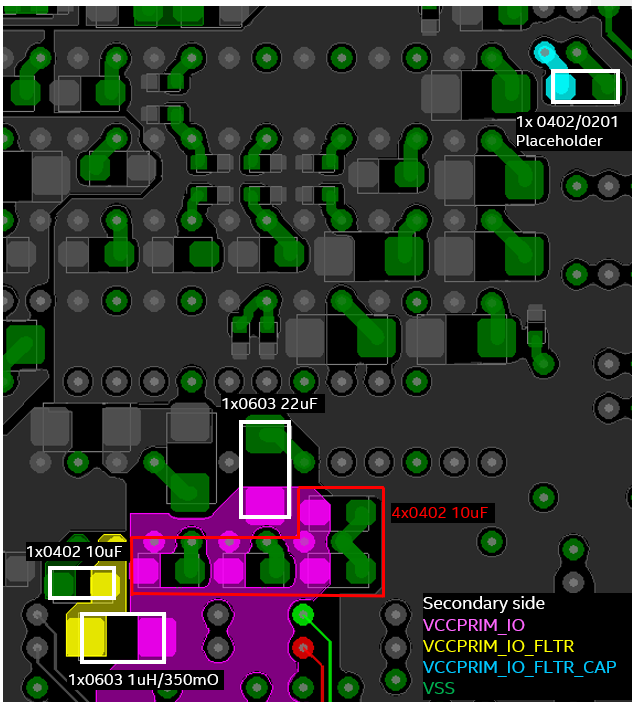 1x 0402/0201
Placeholder
1x0603 22uF
4x0402 10uF
1x0402 10uF
1x0603 1uH/350mO
Secondary side
VCCPRIM_IO
VCCPRIM_IO_FLTR
VCCPRIM_IO_FLTR_CAP
VSS